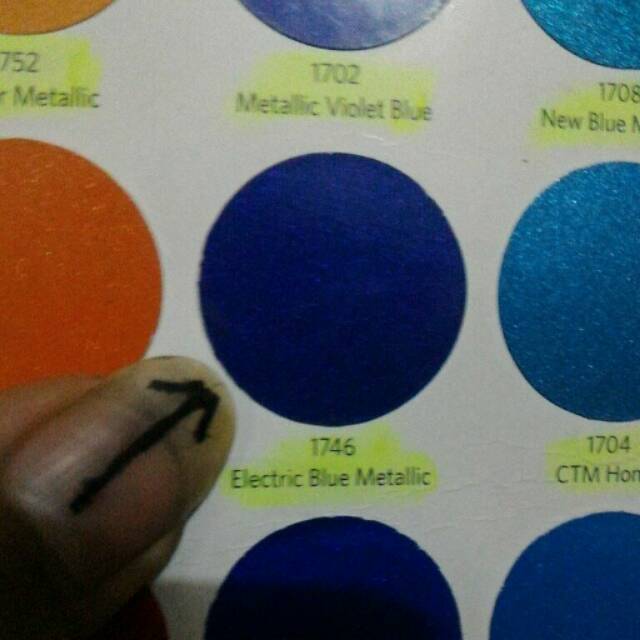 752
r Metallic
1702
Metallic Violet Blue
1708
New Blue M
1746
Electric Blue Metallic
1704
CTM Hon